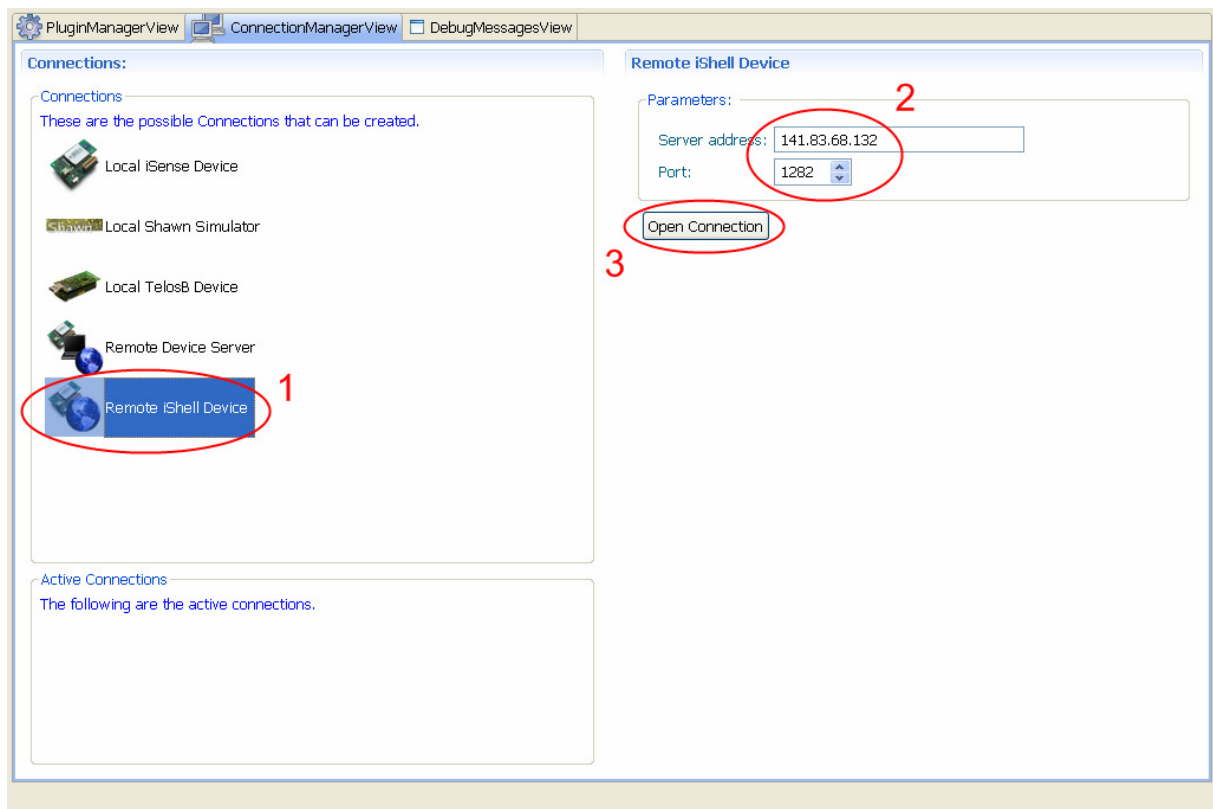 PluginManagerView ConnectionManagerView DebugMessagesView
Connections:
Connections
These are the possible Connections that can be created.
Local iSense Device
Shawn Local Shawn Simulator
Local TelosB Device
Remote Device Server
Remote iShell Device
1
Active Connections
The following are the active connections.
Remote iShell Device
Parameters:
2
Server address: 141.83.68.132
Port: 1282
Open Connection
3